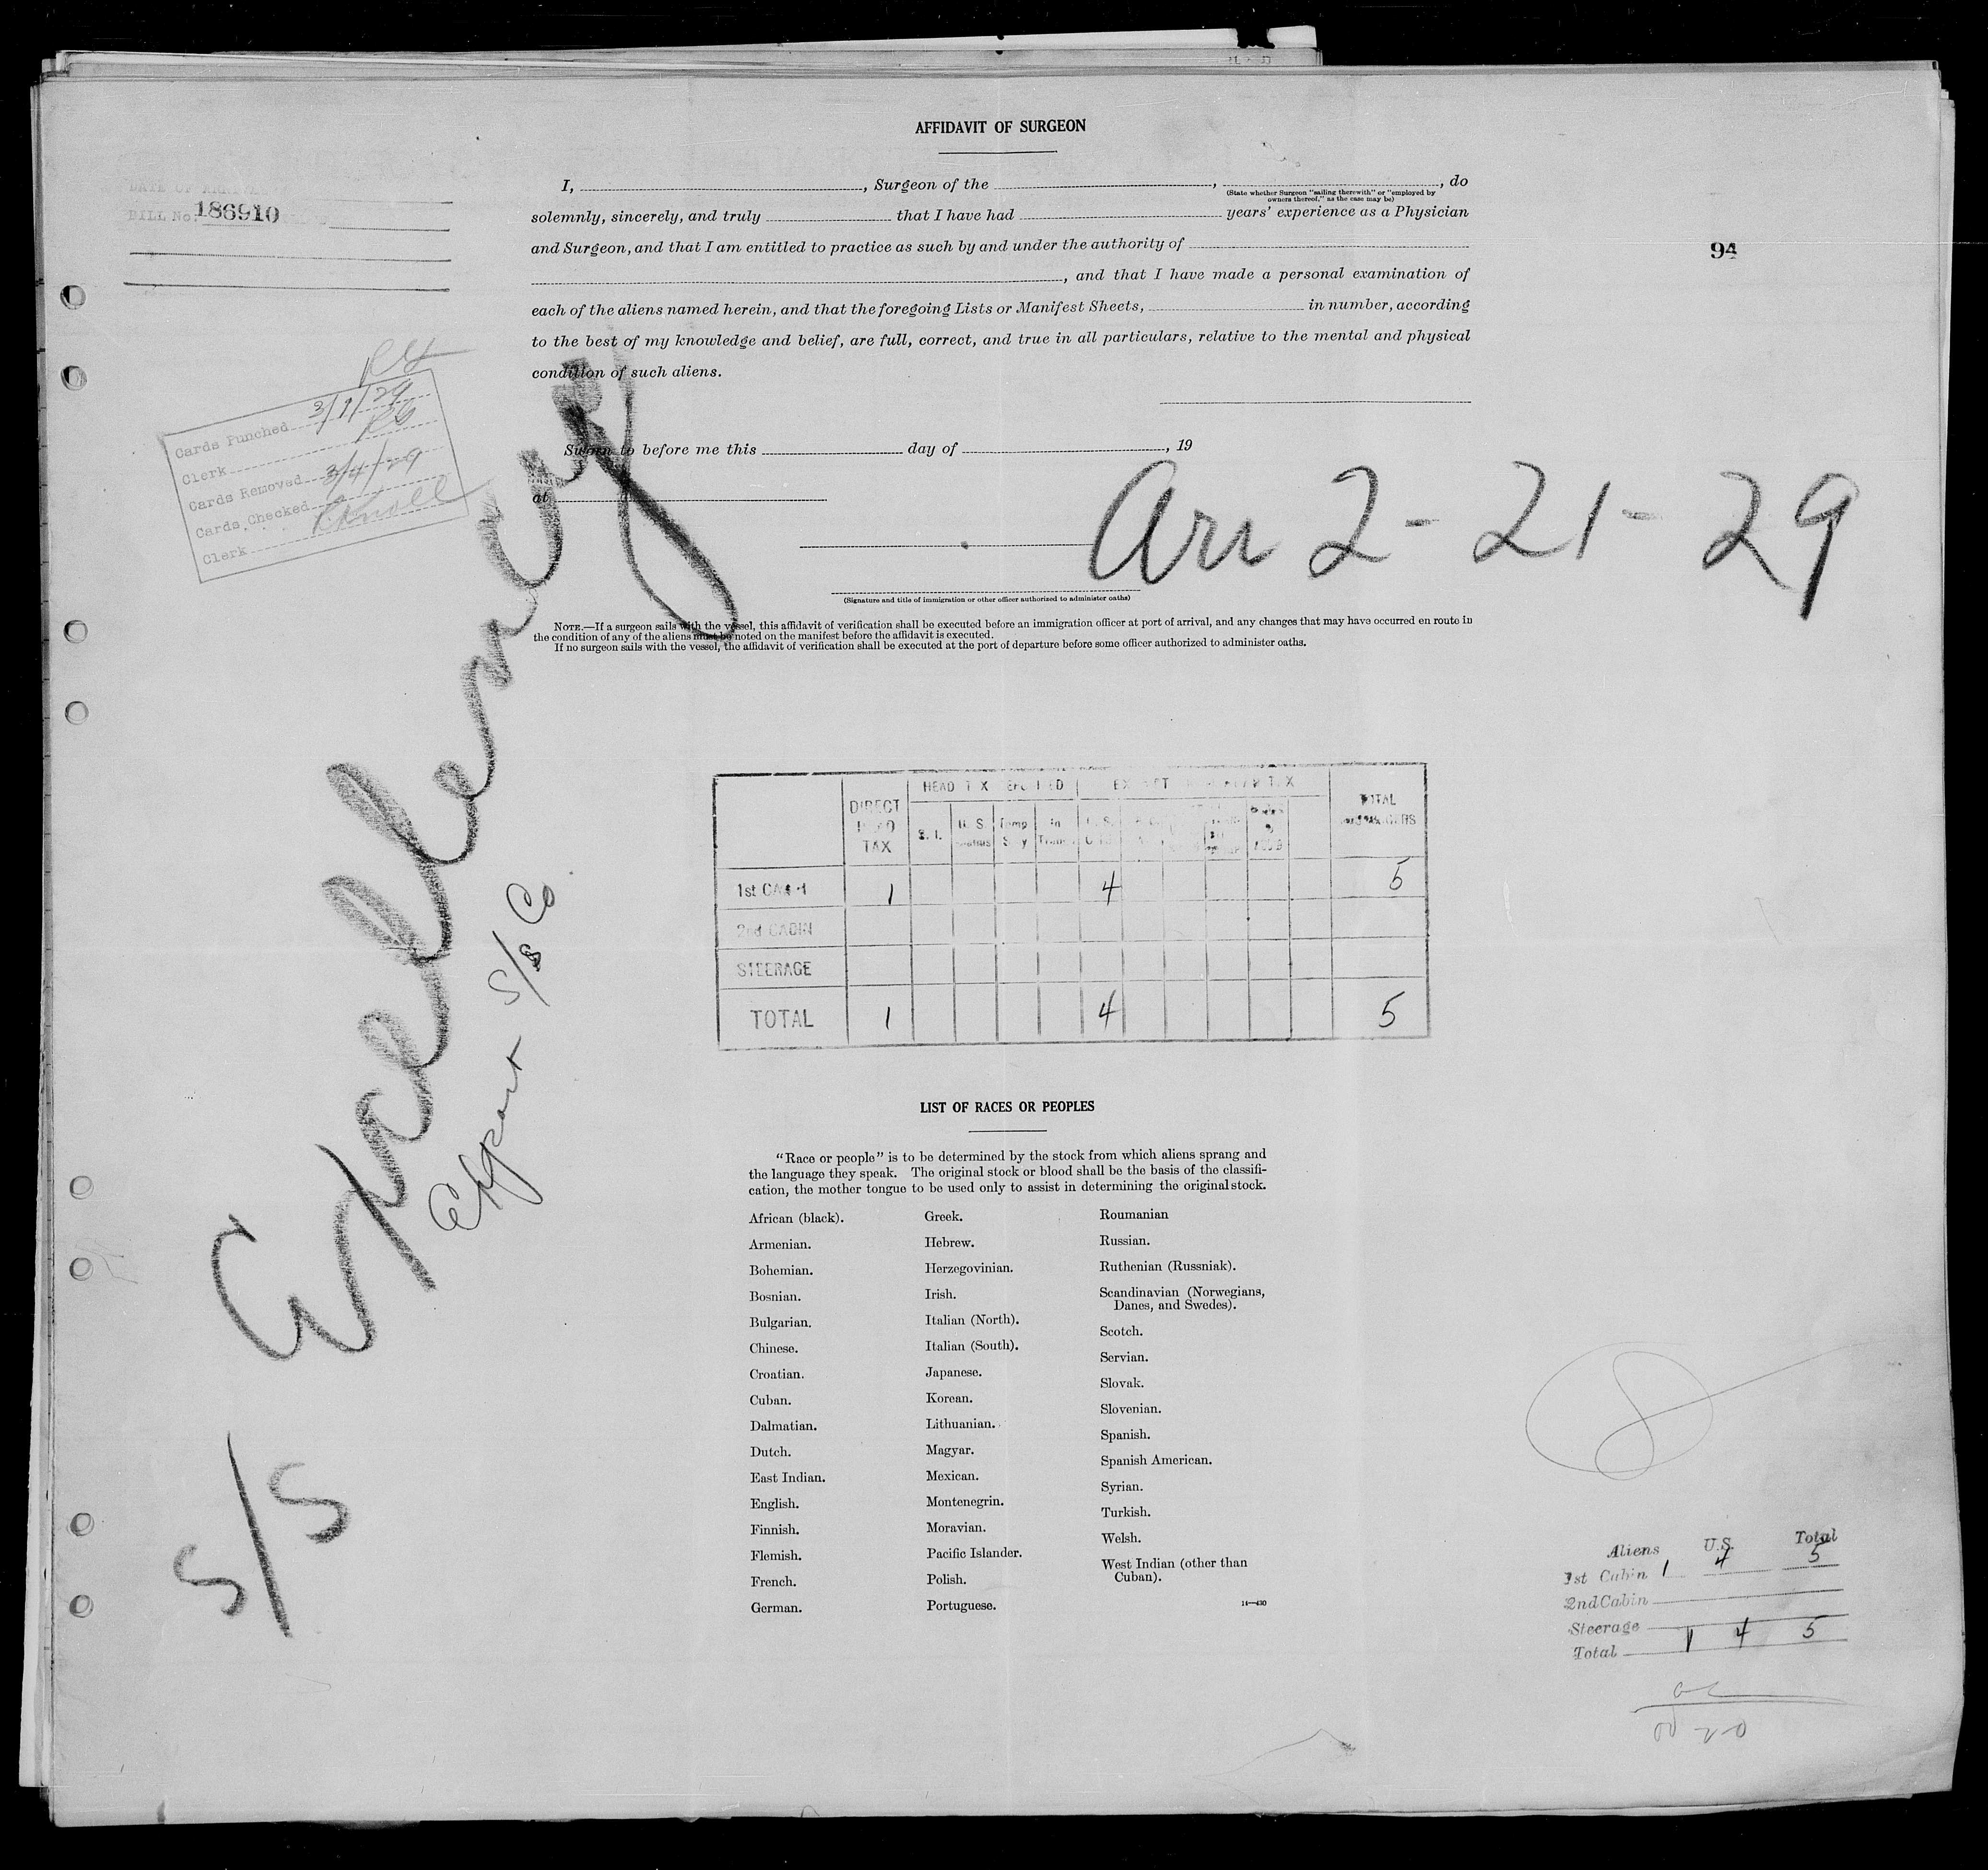 AFFIDAVIT OF SURGEON
I, , Surgeon of the , , do
(State whether Surgeon "sailing therewith" or "employed by
owners thereof," as the case may be)
solemnly, sincerely, and truly that I have had years' experience as a Physician
and Surgeon, and that I am entitled to practice as such by and under the authority of
, and that I have made a personal examination of
each of the aliens named herein, and that the foregoing Lists or Manifest Sheets, in number, according
to the best of my knowledge and belief, are full, correct, and true in all particulars, relative to the mental and physical
condition of such aliens.
Sworn to before me this day of , 19
at
(Signature and title of immigration or other officer authorized to administer oaths)
NOTE.—If a surgeon sails with the vessel, this affidavit of verification shall be executed before an immigration officer at port of arrival, and any changes that may have occurred en route in
the condition of any of the aliens must be noted on the manifest before the affidavit is executed.
If no surgeon sails with the vessel, the affidavit of verification shall be executed at the port of departure before some officer authorized to administer oaths.
DATE OF
BILL No. 186910
94
Cards Punched 3/1/29
Clerk
Cards Removed 3/4/29
Cards Checked
Clerk
Arr 2-21-29
S/S Excellency
Export S/S Co
DIRECT HEAD TAX
HEAD TAX
S. I.
U. S.
Temp Stay
In
TOTAL
1st CABIN 1 4 5
2nd CABIN
STEERAGE
TOTAL 1 4 5
LIST OF RACES OR PEOPLES
"Race or people" is to be determined by the stock from which aliens sprang and
the language they speak. The original stock or blood shall be the basis of the classifi-
cation, the mother tongue to be used only to assist in determining the original stock.
African (black).
Armenian.
Bohemian.
Bosnian.
Bulgarian.
Chinese.
Croatian.
Cuban.
Dalmatian.
Dutch.
East Indian.
English.
Finnish.
Flemish.
French.
German.
Greek.
Hebrew.
Herzegovinian.
Irish.
Italian (North).
Italian (South).
Japanese.
Korean.
Lithuanian.
Magyar.
Mexican.
Montenegrin.
Moravian.
Pacific Islander.
Polish.
Portuguese.
Roumanian
Russian.
Ruthenian (Russniak).
Scandinavian (Norwegians,
Danes, and Swedes).
Scotch.
Servian.
Slovak.
Slovenian.
Spanish.
Spanish American.
Syrian.
Turkish.
Welsh.
West Indian (other than
Cuban).
14—430
Aliens U.S. Total
1st Cabin 1 4 5
2nd Cabin
Steerage
Total 1 4 5